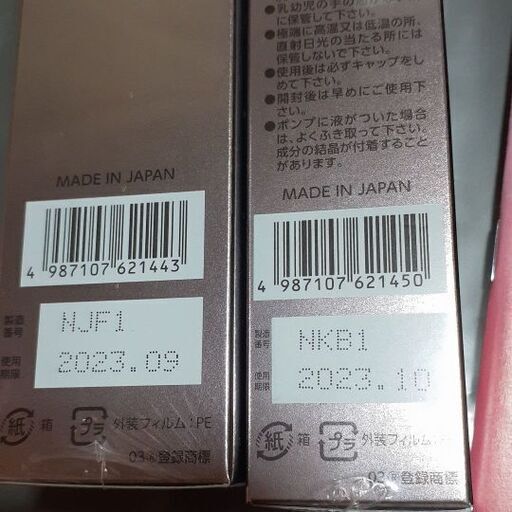 MADE IN JAPAN
4 987107 621443
製造番号 NJF1
使用期限 2023.09
紙 箱 プラ 外装フィルム:PE
03-® 登録商標
●乳幼児の手の
に保管して下さい。
●極端に高温又は低温の所、
直射日光の当たる所には
保管しないで下さい。
●使用後は必ずキャップをし
めて下さい。
●開封後は早めにご使用下
さい。
●ポンプに液がついた場合
は、よくふき取って下さい。
成分の結晶が付着すること
があります。
MADE IN JAPAN
4 987107 621450
製造番号 NKB1
使用期限 2023.10
紙 箱 プラ 外装フィルム:PE
03-® 登録商標